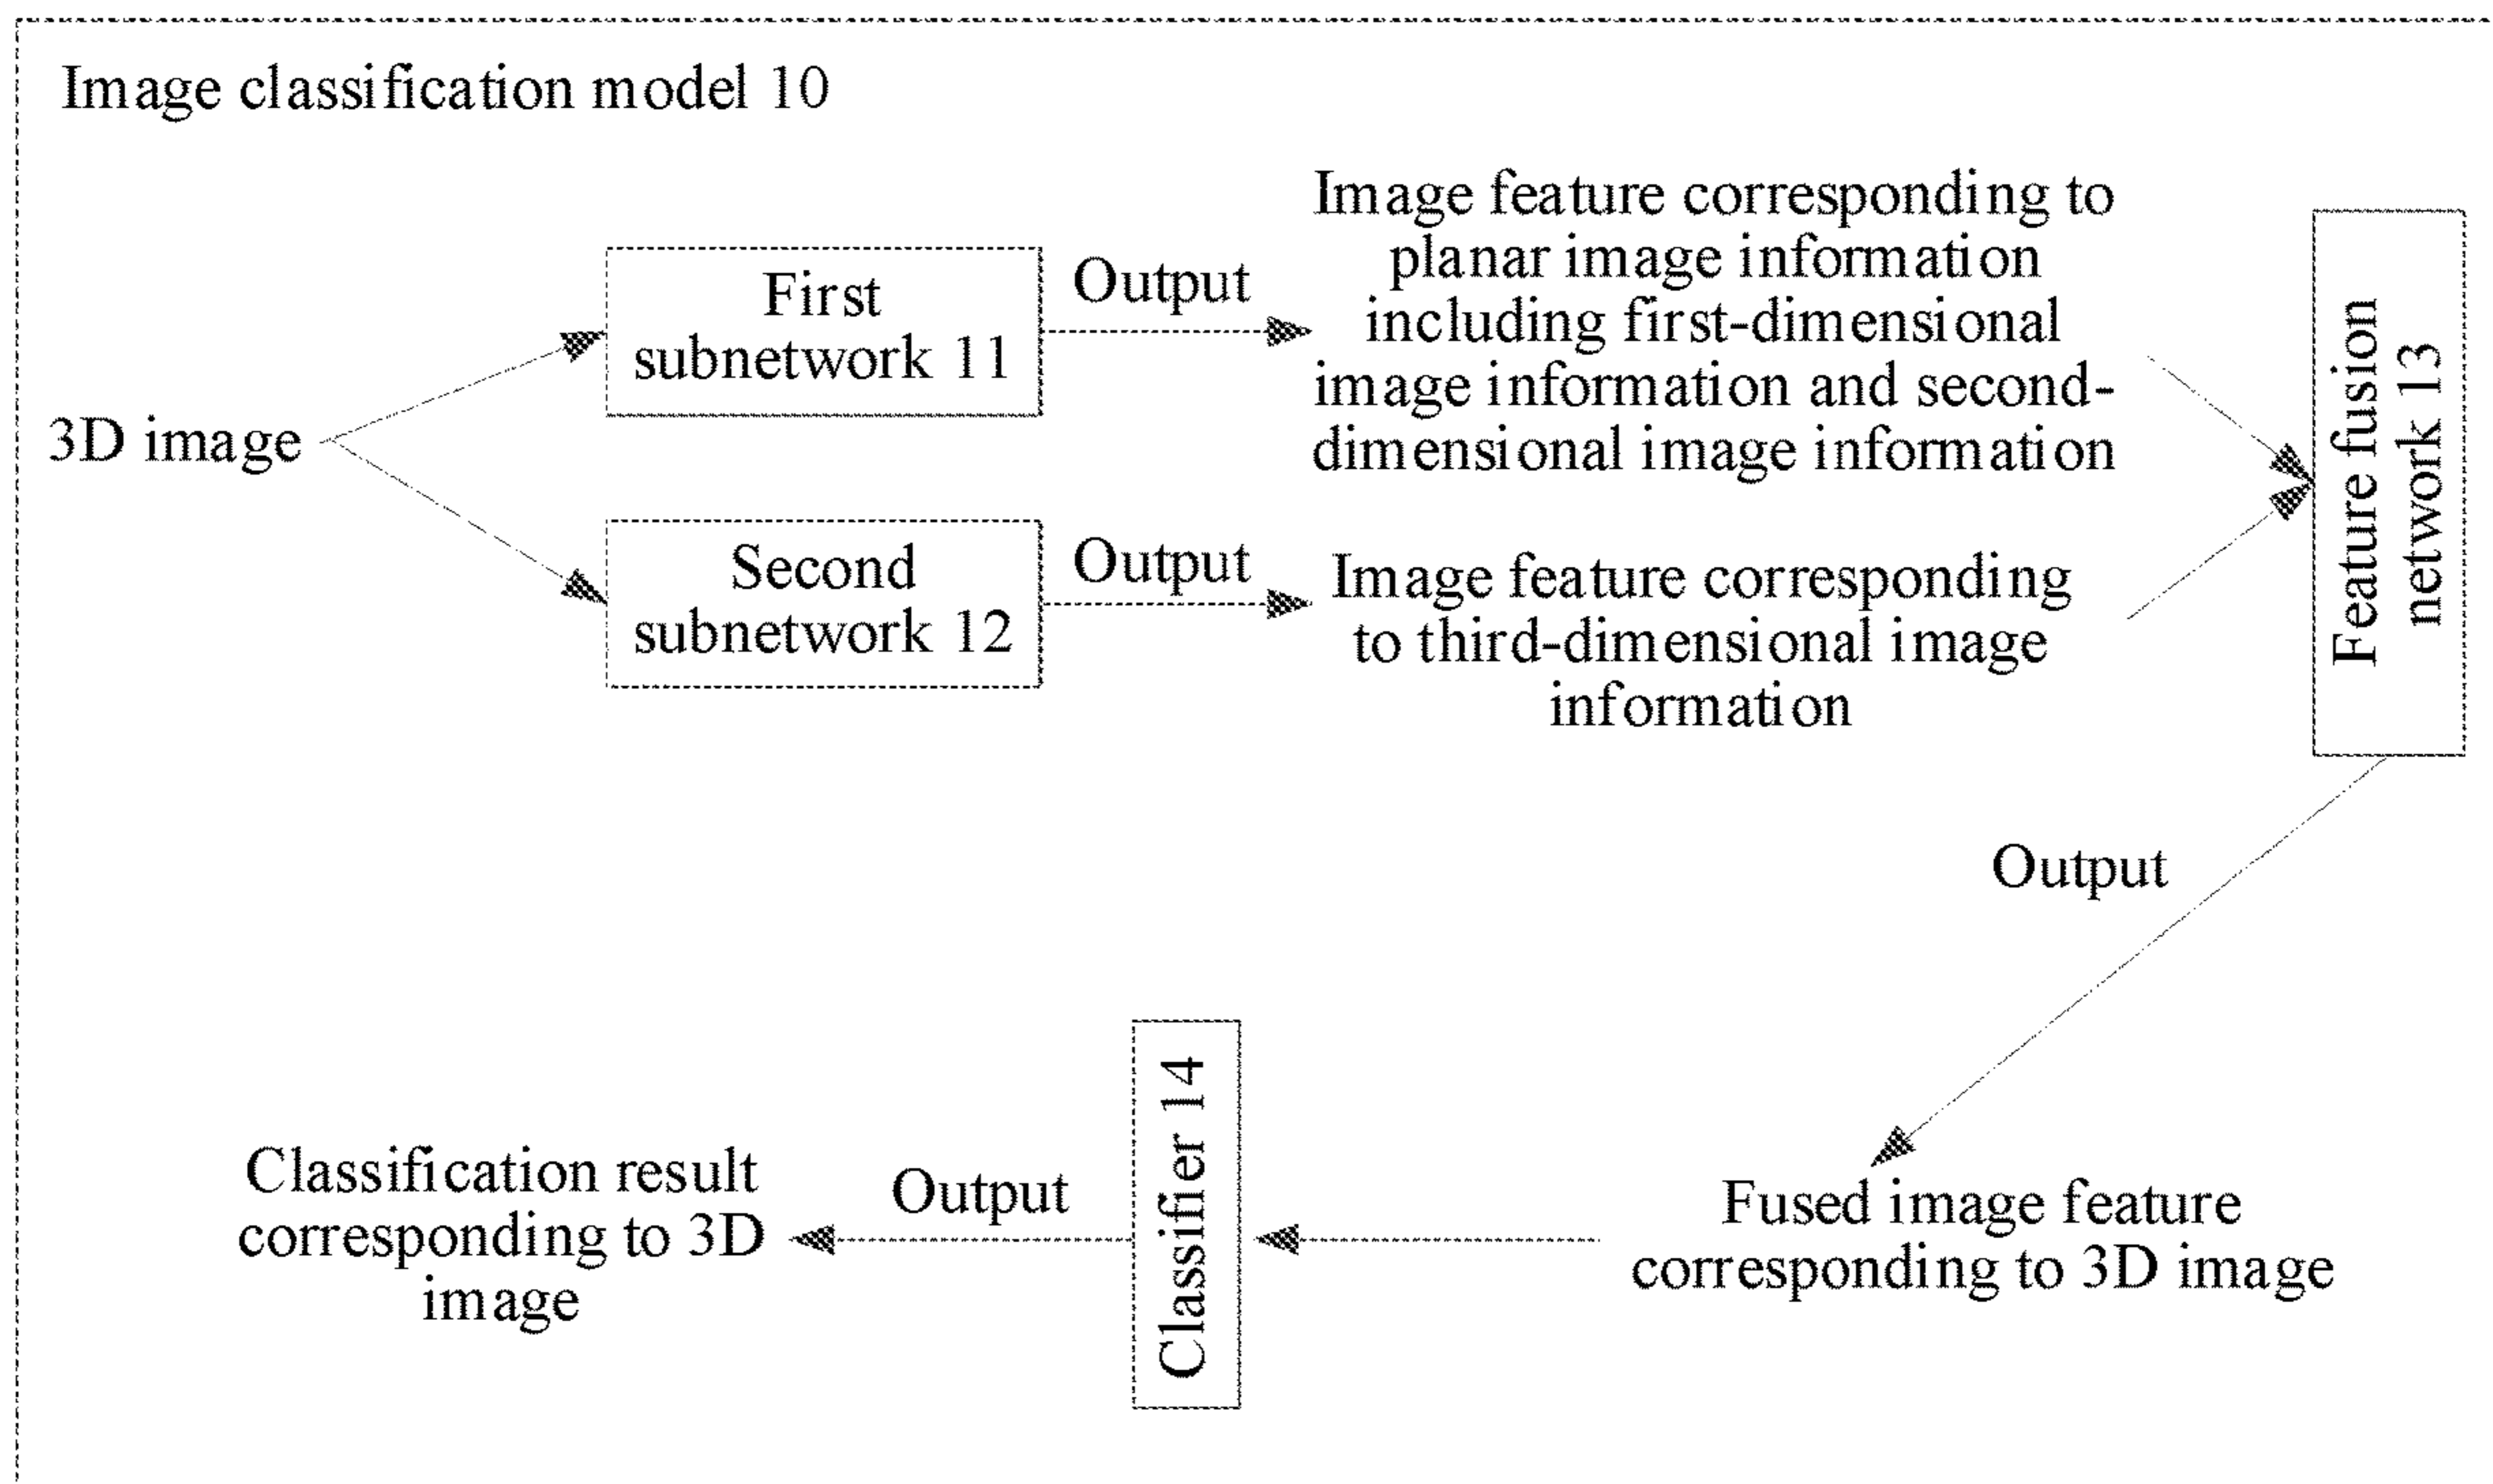 Image classification model 10
3D image
First
subnetwork 11
Output
Image feature corresponding to
planar image information
including first-dimensional
image information and second-
dimensional image information
Second
subnetwork 12
Output
Image feature corresponding
to third-dimensional image
information
Feature fusion
network 13
Output
Fused image feature
corresponding to 3D image
Classifier 14
Output
Classification result
corresponding to 3D
image